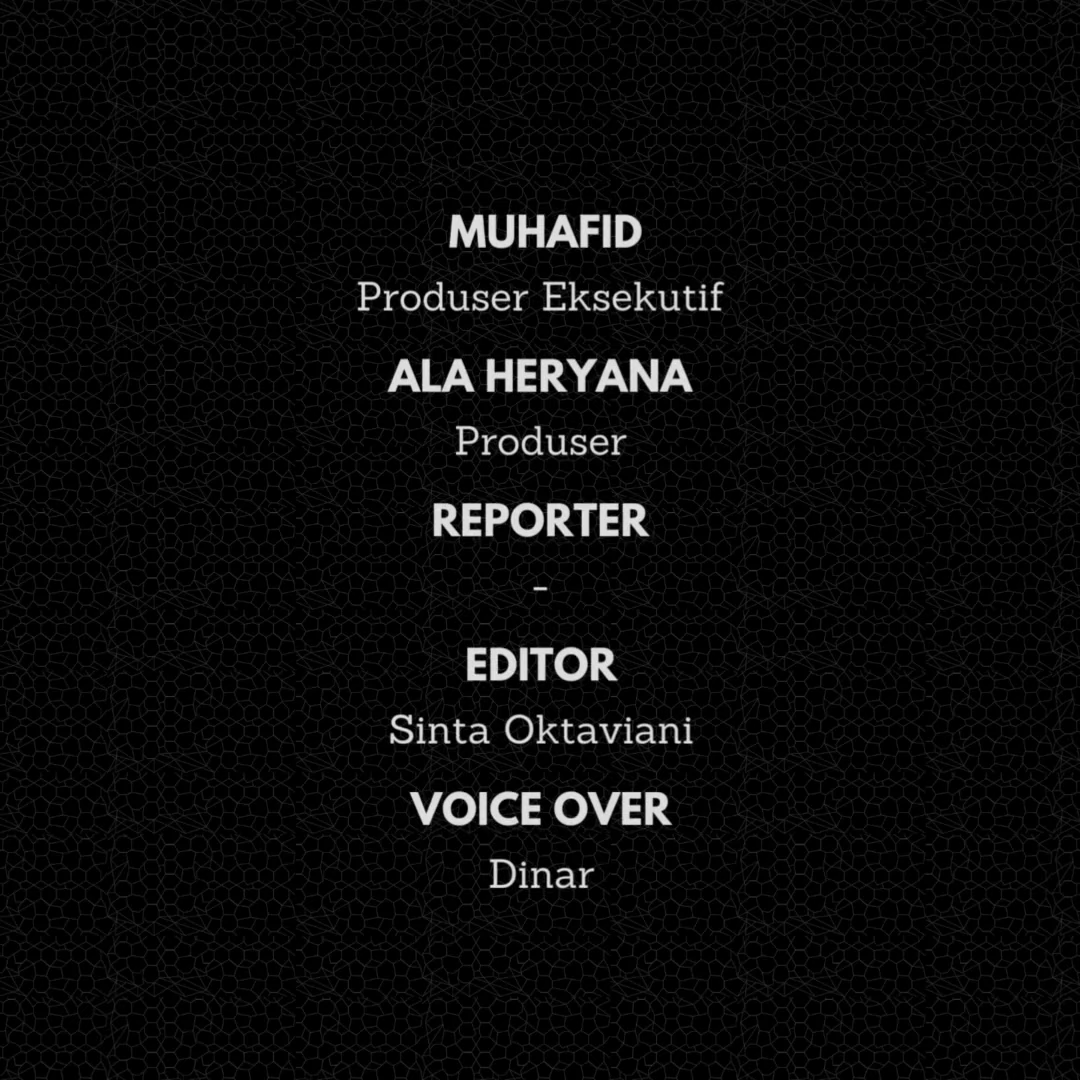 MUHAFID
Produser Eksekutif
ALA HERYANA
Produser
REPORTER
-
EDITOR
Sinta Oktaviani
VOICE OVER
Dinar